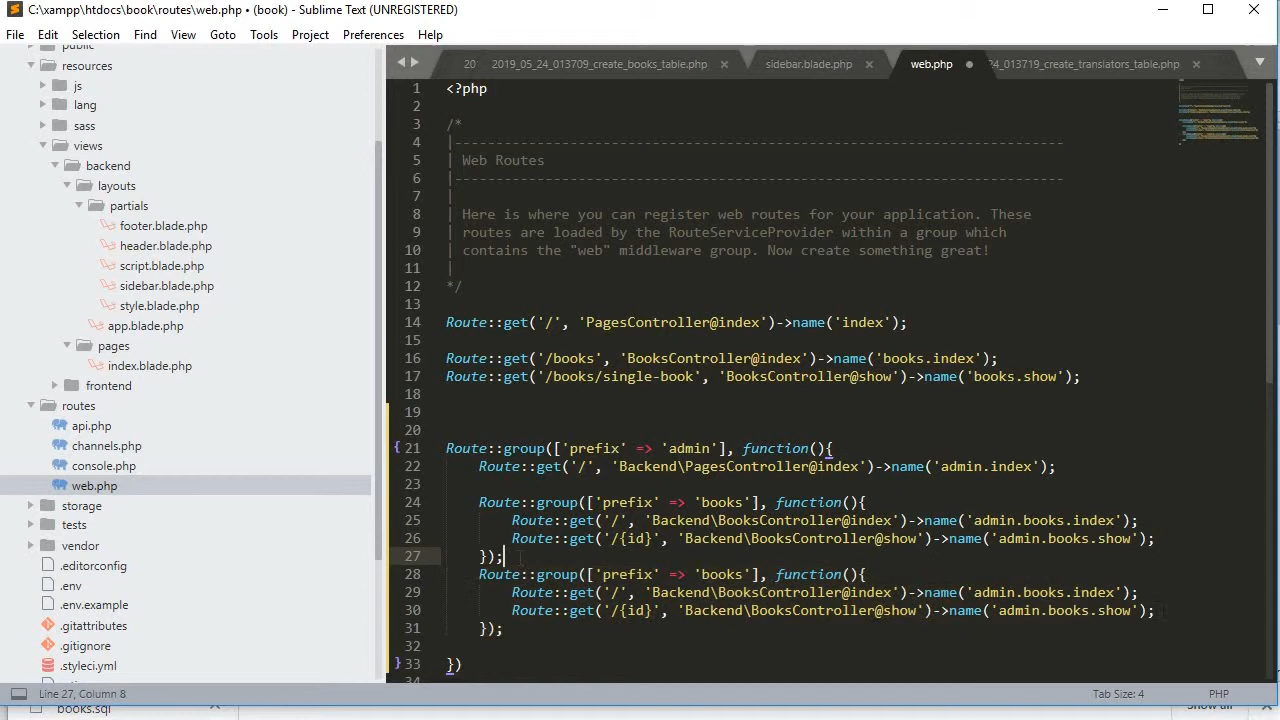 C:\xampp\htdocs\book\routes\web.php • (book) - Sublime Text (UNREGISTERED)
File Edit Selection Find View Goto Tools Project Preferences Help
20 2019_05_24_013709_create_books_table.php sidebar.blade.php web.php 24_013719_create_translators_table.php
public
resources
js
lang
sass
views
backend
layouts
partials
footer.blade.php
header.blade.php
script.blade.php
sidebar.blade.php
style.blade.php
app.blade.php
pages
index.blade.php
frontend
routes
api.php
channels.php
console.php
web.php
storage
tests
vendor
.editorconfig
.env
.env.example
.gitattributes
.gitignore
.styleci.yml
1 <?php
2
3 /*
4 |--------------------------------------------------------------------------
5 | Web Routes
6 |--------------------------------------------------------------------------
7 |
8 | Here is where you can register web routes for your application. These
9 | routes are loaded by the RouteServiceProvider within a group which
10 | contains the "web" middleware group. Now create something great!
11 |
12 */
13
14 Route::get('/', 'PagesController@index')->name('index');
15
16 Route::get('/books', 'BooksController@index')->name('books.index');
17 Route::get('/books/single-book', 'BooksController@show')->name('books.show');
18
19
20
21 Route::group(['prefix' => 'admin'], function(){
22 Route::get('/', 'Backend\PagesController@index')->name('admin.index');
23
24 Route::group(['prefix' => 'books'], function(){
25 Route::get('/', 'Backend\BooksController@index')->name('admin.books.index');
26 Route::get('/{id}', 'Backend\BooksController@show')->name('admin.books.show');
27 });
28 Route::group(['prefix' => 'books'], function(){
29 Route::get('/', 'Backend\BooksController@index')->name('admin.books.index');
30 Route::get('/{id}', 'Backend\BooksController@show')->name('admin.books.show');
31 });
32
33 })
34
Line 27, Column 8 Tab Size: 4 PHP
books.sql Show all